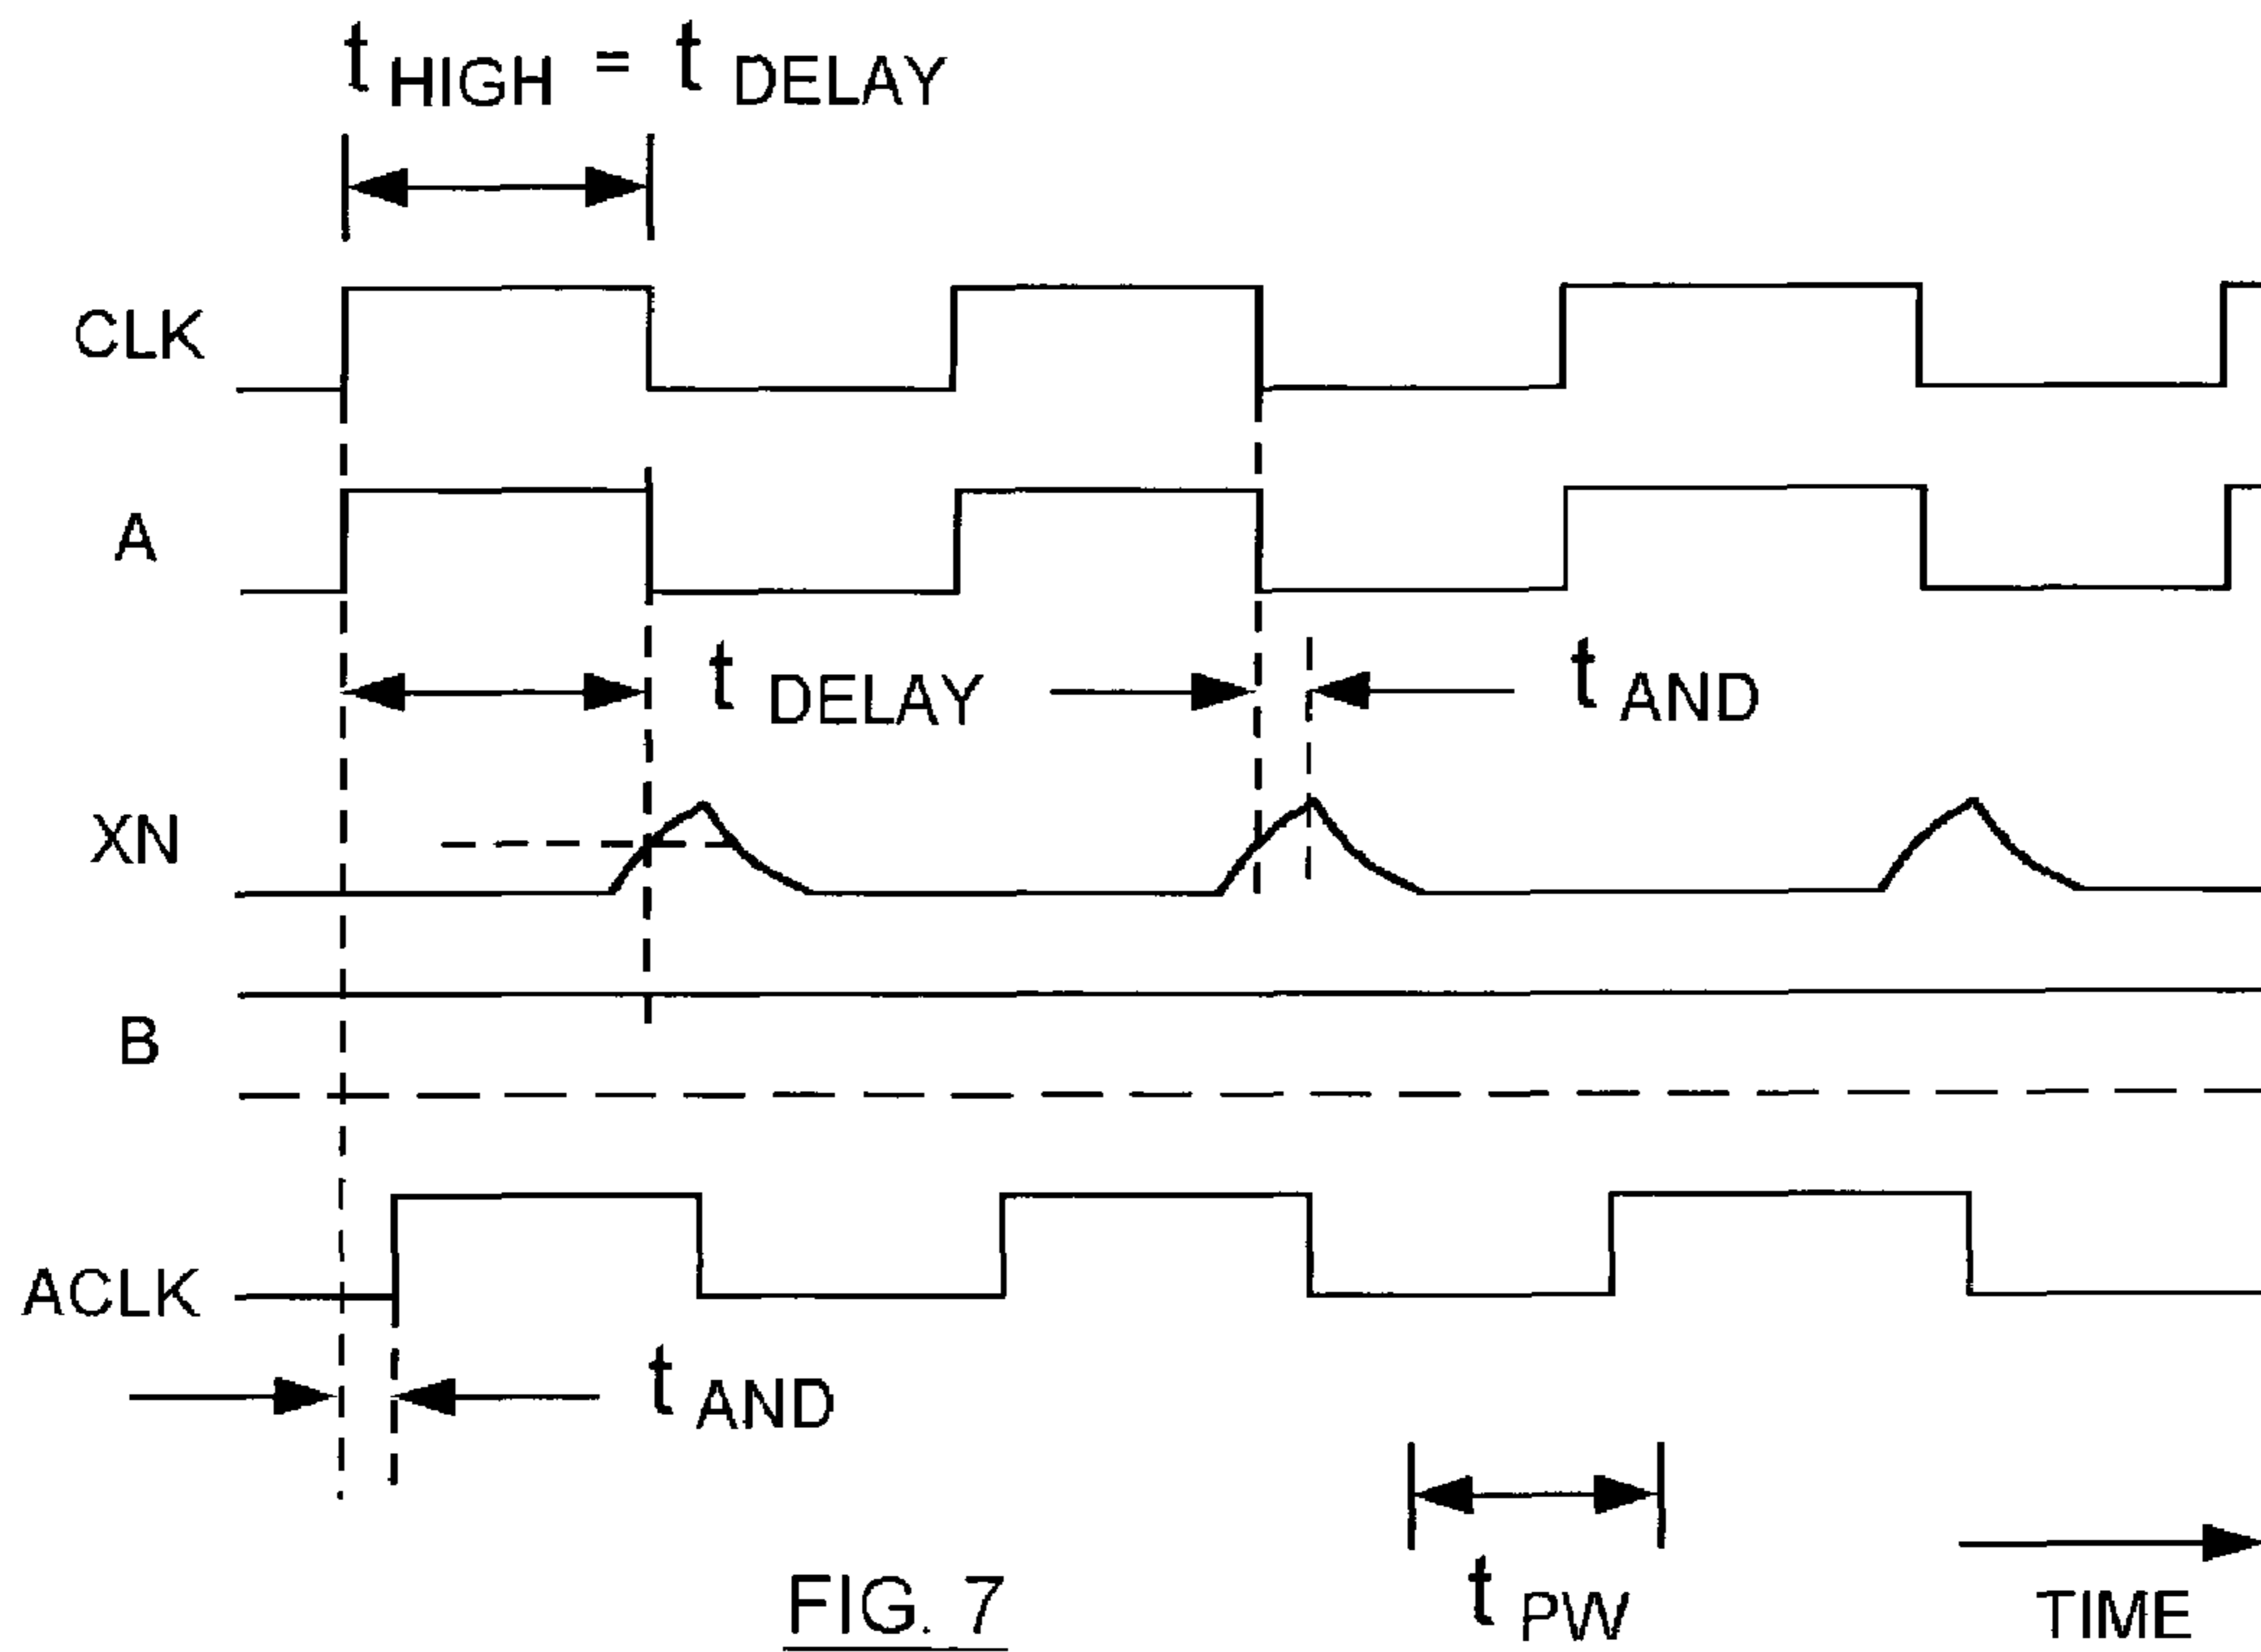 t HIGH = t DELAY
CLK
A
t DELAY
t AND
XN
B
ACLK
t AND
t PW
TIME
FIG. 7